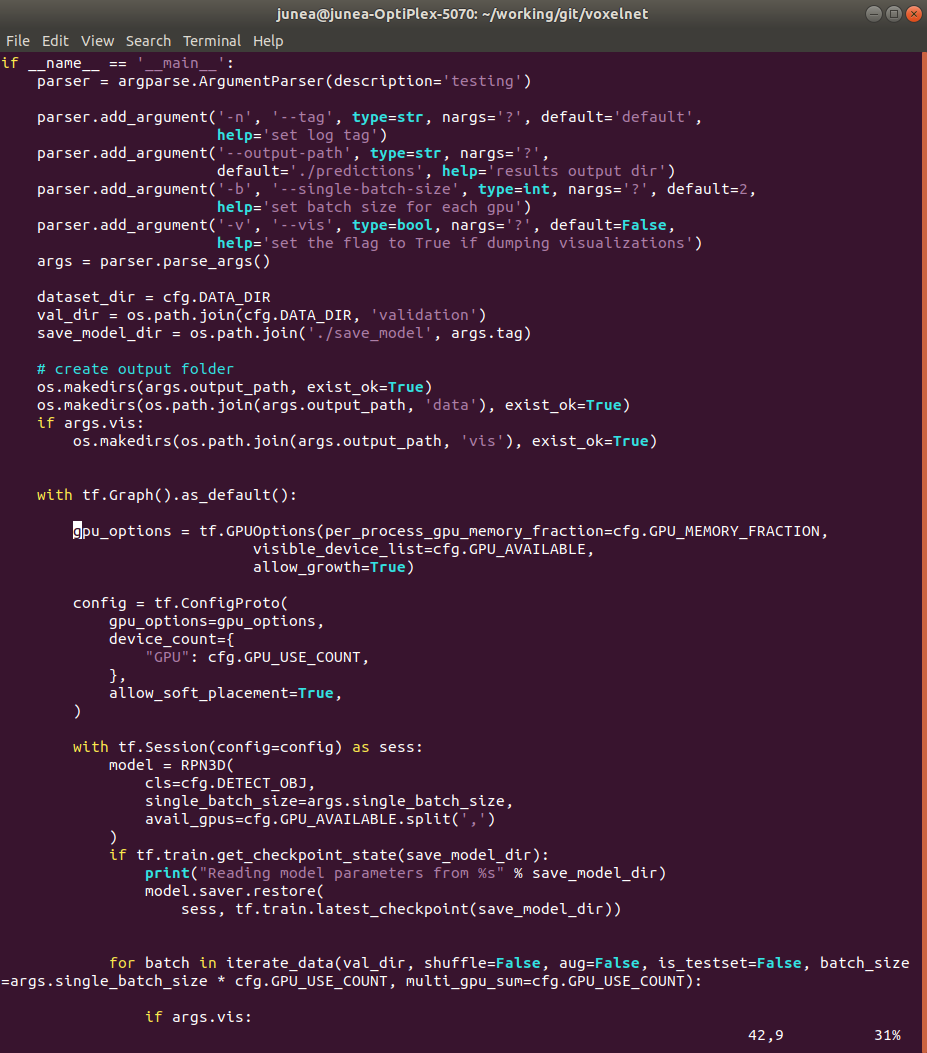 junea@junea-OptiPlex-5070: ~/working/git/voxelnet
File Edit View Search Terminal Help
if __name__ == '__main__':
    parser = argparse.ArgumentParser(description='testing')

    parser.add_argument('-n', '--tag', type=str, nargs='?', default='default',
                        help='set log tag')
    parser.add_argument('--output-path', type=str, nargs='?',
                        default='./predictions', help='results output dir')
    parser.add_argument('-b', '--single-batch-size', type=int, nargs='?', default=2,
                        help='set batch size for each gpu')
    parser.add_argument('-v', '--vis', type=bool, nargs='?', default=False,
                        help='set the flag to True if dumping visualizations')
    args = parser.parse_args()

    dataset_dir = cfg.DATA_DIR
    val_dir = os.path.join(cfg.DATA_DIR, 'validation')
    save_model_dir = os.path.join('./save_model', args.tag)

    # create output folder
    os.makedirs(args.output_path, exist_ok=True)
    os.makedirs(os.path.join(args.output_path, 'data'), exist_ok=True)
    if args.vis:
        os.makedirs(os.path.join(args.output_path, 'vis'), exist_ok=True)


    with tf.Graph().as_default():

        gpu_options = tf.GPUOptions(per_process_gpu_memory_fraction=cfg.GPU_MEMORY_FRACTION,
                            visible_device_list=cfg.GPU_AVAILABLE,
                            allow_growth=True)

        config = tf.ConfigProto(
            gpu_options=gpu_options,
            device_count={
                "GPU": cfg.GPU_USE_COUNT,
            },
            allow_soft_placement=True,
        )

        with tf.Session(config=config) as sess:
            model = RPN3D(
                cls=cfg.DETECT_OBJ,
                single_batch_size=args.single_batch_size,
                avail_gpus=cfg.GPU_AVAILABLE.split(',')
            )
            if tf.train.get_checkpoint_state(save_model_dir):
                print("Reading model parameters from %s" % save_model_dir)
                model.saver.restore(
                    sess, tf.train.latest_checkpoint(save_model_dir))


            for batch in iterate_data(val_dir, shuffle=False, aug=False, is_testset=False, batch_size
=args.single_batch_size * cfg.GPU_USE_COUNT, multi_gpu_sum=cfg.GPU_USE_COUNT):

                if args.vis:
42,9 31%